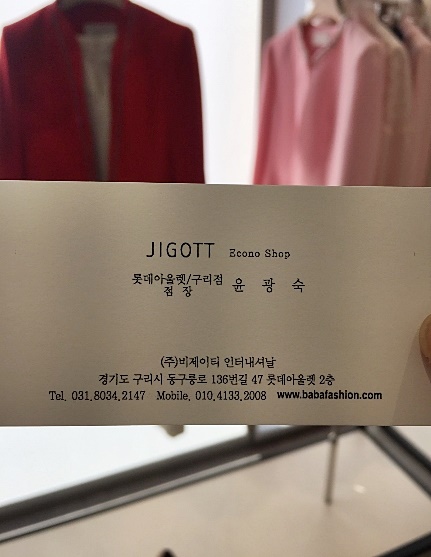 JIGOTT Econo Shop
롯데아울렛/구리점
점 장 윤 광 숙
(주)비제이티 인터내셔날
경기도 구리시 동구릉로 136번길 47 롯데아울렛 2층
Tel. 031.8034.2147 Mobile. 010.4133.2008 www.babafashion.com